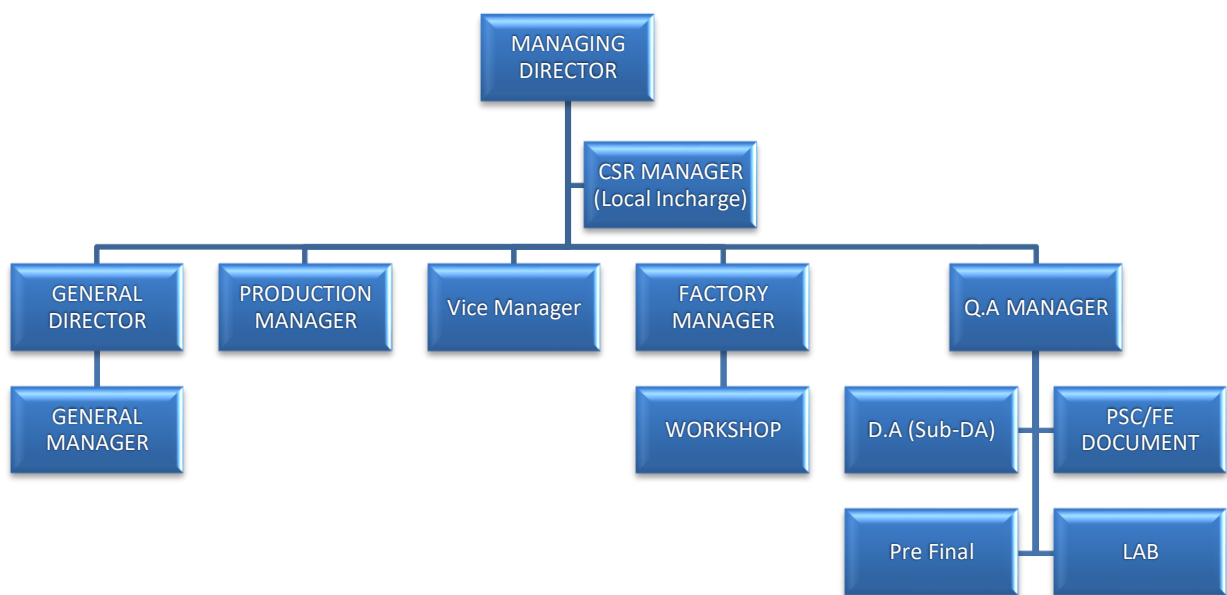 MANAGING
DIRECTOR
CSR MANAGER
(Local Incharge)
GENERAL
DIRECTOR
PRODUCTION
MANAGER
Vice Manager
FACTORY
MANAGER
Q.A MANAGER
GENERAL
MANAGER
WORKSHOP
D.A (Sub-DA)
PSC/FE
DOCUMENT
Pre Final
LAB